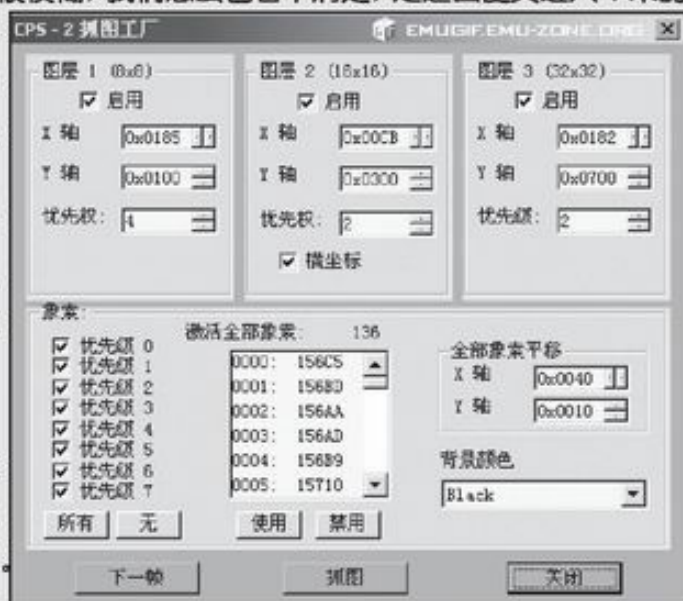 CPS - 2 抓图工厂
EMUGIF.EMU-ZONE.ORG
图层 1 (8x8)
启用
X 轴 0x0185
Y 轴 0x0100
优先权: 4
图层 2 (16x16)
启用
X 轴 0x00CB
Y 轴 0x0300
优先权: 2
横坐标
图层 3 (32x32)
启用
X 轴 0x0182
Y 轴 0x0700
优先级: 2
象素:
优先级 0
优先级 1
优先级 2
优先级 3
优先级 4
优先级 5
优先级 6
优先级 7
所有 无
激活全部象素: 136
0000: 156C5
0001: 156BD
0002: 156AA
0003: 156AD
0004: 156B9
0005: 15710
使用 禁用
全部象素平移
X 轴 0x0040
Y 轴 0x0010
背景颜色
Black
下一帧 抓图 关闭